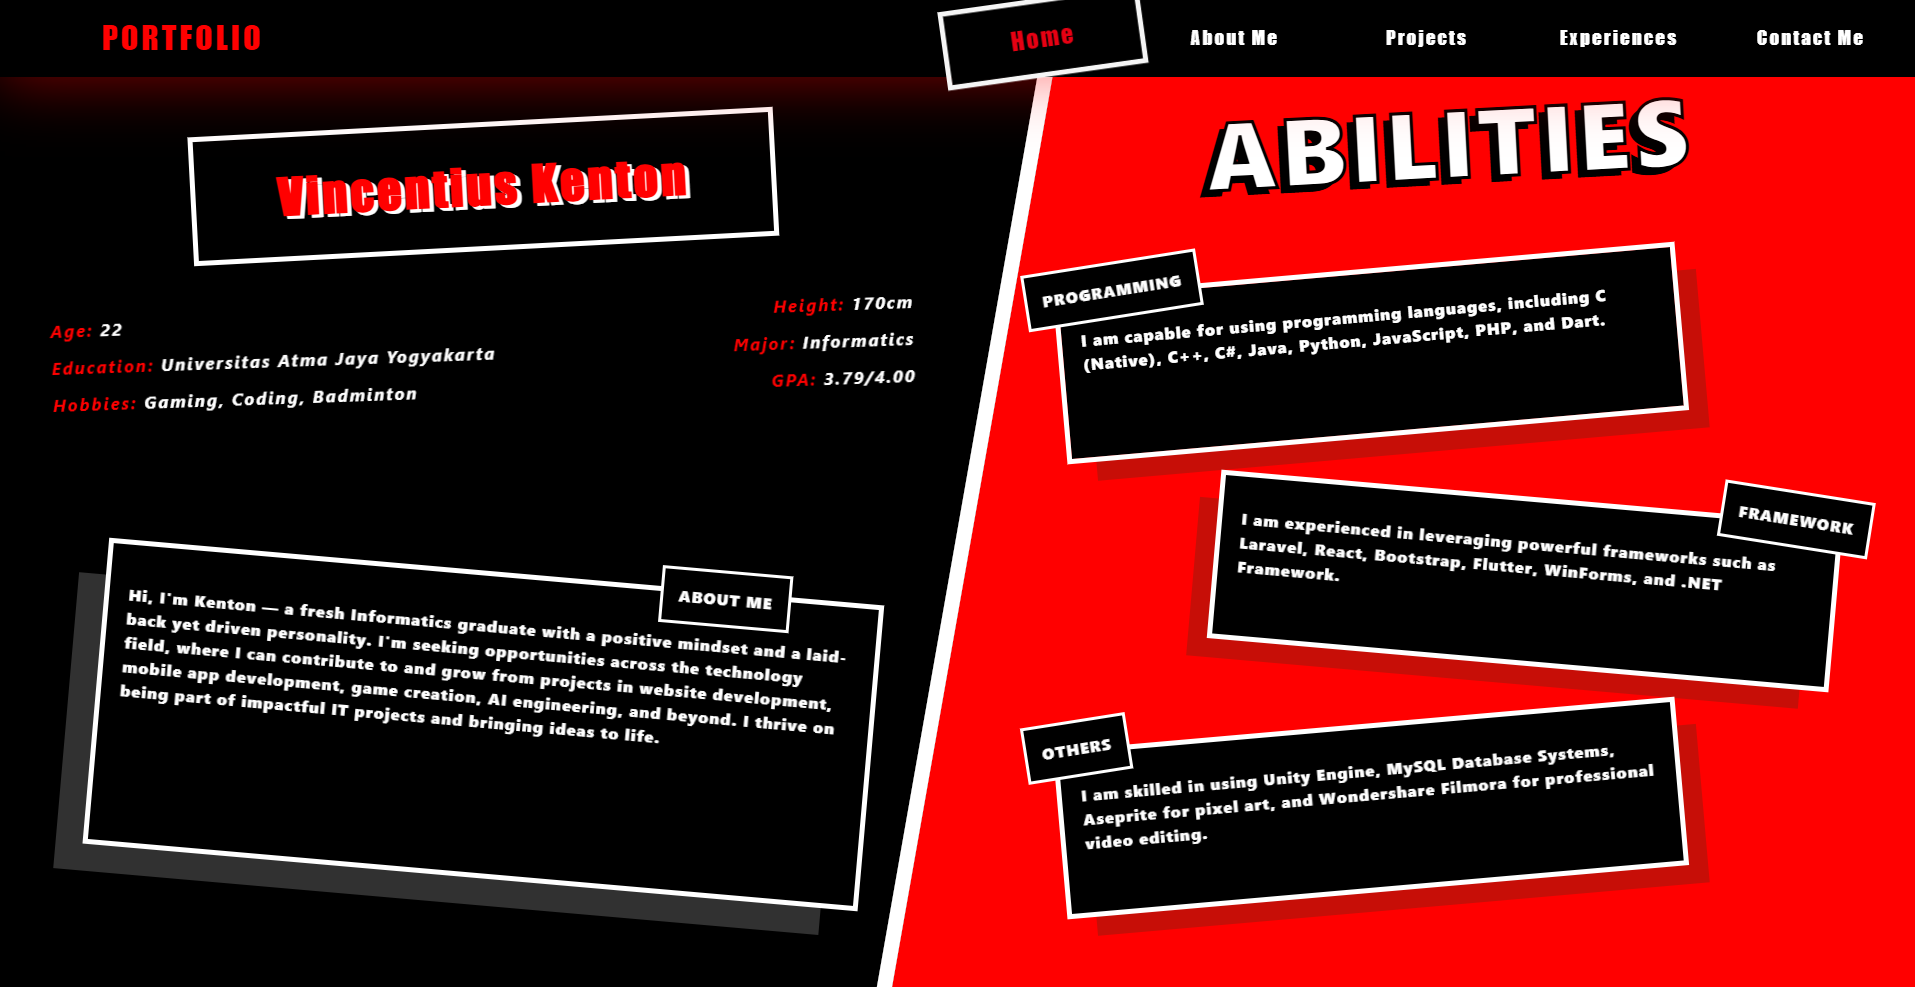 PORTFOLIO
Home
About Me
Projects
Experiences
Contact Me
Vincentius Kenton
Age: 22
Education: Universitas Atma Jaya Yogyakarta
Hobbies: Gaming, Coding, Badminton
Height: 170cm
Major: Informatics
GPA: 3.79/4.00
ABOUT ME
Hi, I'm Kenton — a fresh Informatics graduate with a positive mindset and a laid-
back yet driven personality. I'm seeking opportunities across the technology
field, where I can contribute to and grow from projects in website development,
mobile app development, game creation, AI engineering, and beyond. I thrive on
being part of impactful IT projects and bringing ideas to life.
ABILITIES
PROGRAMMING
I am capable for using programming languages, including C
(Native), C++, C#, Java, Python, JavaScript, PHP, and Dart.
FRAMEWORK
I am experienced in leveraging powerful frameworks such as
Laravel, React, Bootstrap, Flutter, WinForms, and .NET
Framework.
OTHERS
I am skilled in using Unity Engine, MySQL Database Systems,
Aseprite for pixel art, and Wondershare Filmora for professional
video editing.